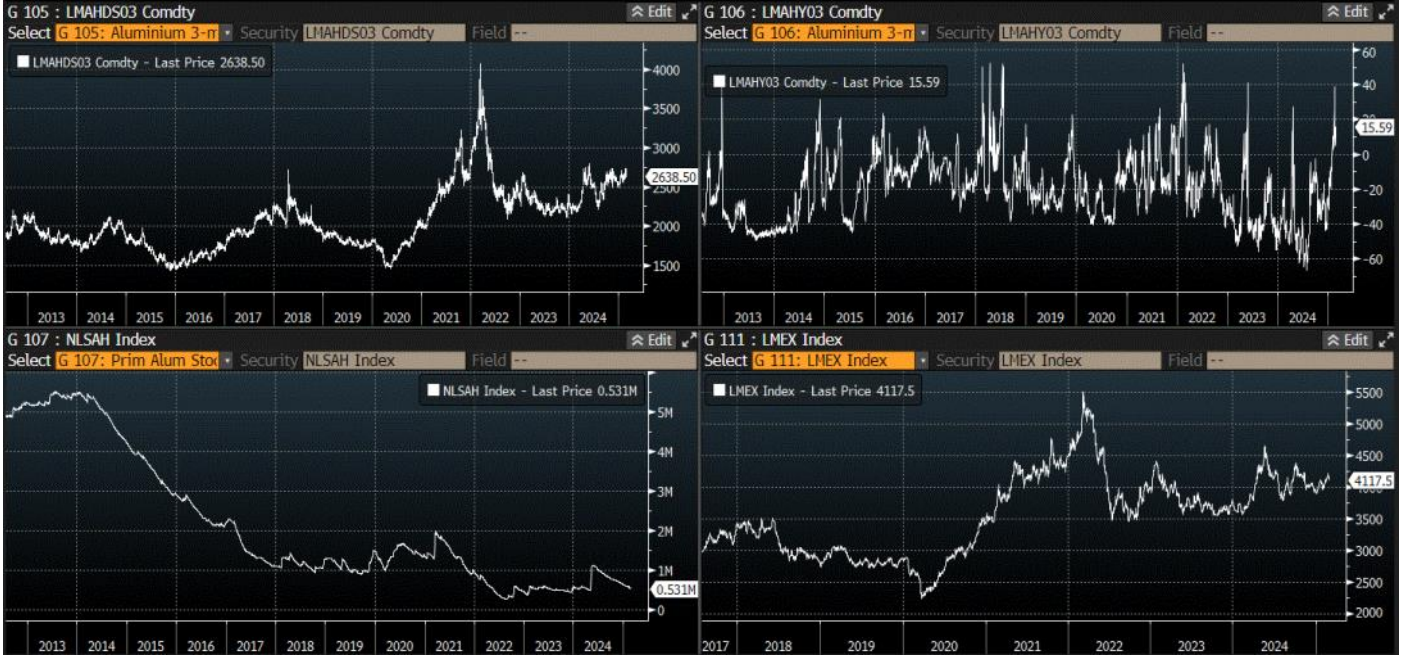 G 105 : LMAHDS03 Comdty
Edit
Select G 105: Aluminium 3-m Security LMAHDS03 Comdty Field --
LMAHDS03 Comdty - Last Price 2638.50
4000
3500
3000
2638.50
2500
2000
1500
2013 2014 2015 2016 2017 2018 2019 2020 2021 2022 2023 2024
G 106 : LMAHY03 Comdty
Edit
Select G 106: Aluminium 3-m Security LMAHY03 Comdty Field --
LMAHY03 Comdty - Last Price 15.59
60
40
20
15.59
0
-20
-40
-60
2013 2014 2015 2016 2017 2018 2019 2020 2021 2022 2023 2024
G 107 : NLSAH Index
Edit
Select G 107: Prim Alum Stoc Security NLSAH Index Field --
NLSAH Index - Last Price 0.531M
5M
4M
3M
2M
1M
0.531M
0
2013 2014 2015 2016 2017 2018 2019 2020 2021 2022 2023 2024
G 111 : LMEX Index
Edit
Select G 111: LMEX Index Security LMEX Index Field --
LMEX Index - Last Price 4117.5
5500
5000
4500
4117.5
4000
3500
3000
2500
2000
2017 2018 2019 2020 2021 2022 2023 2024